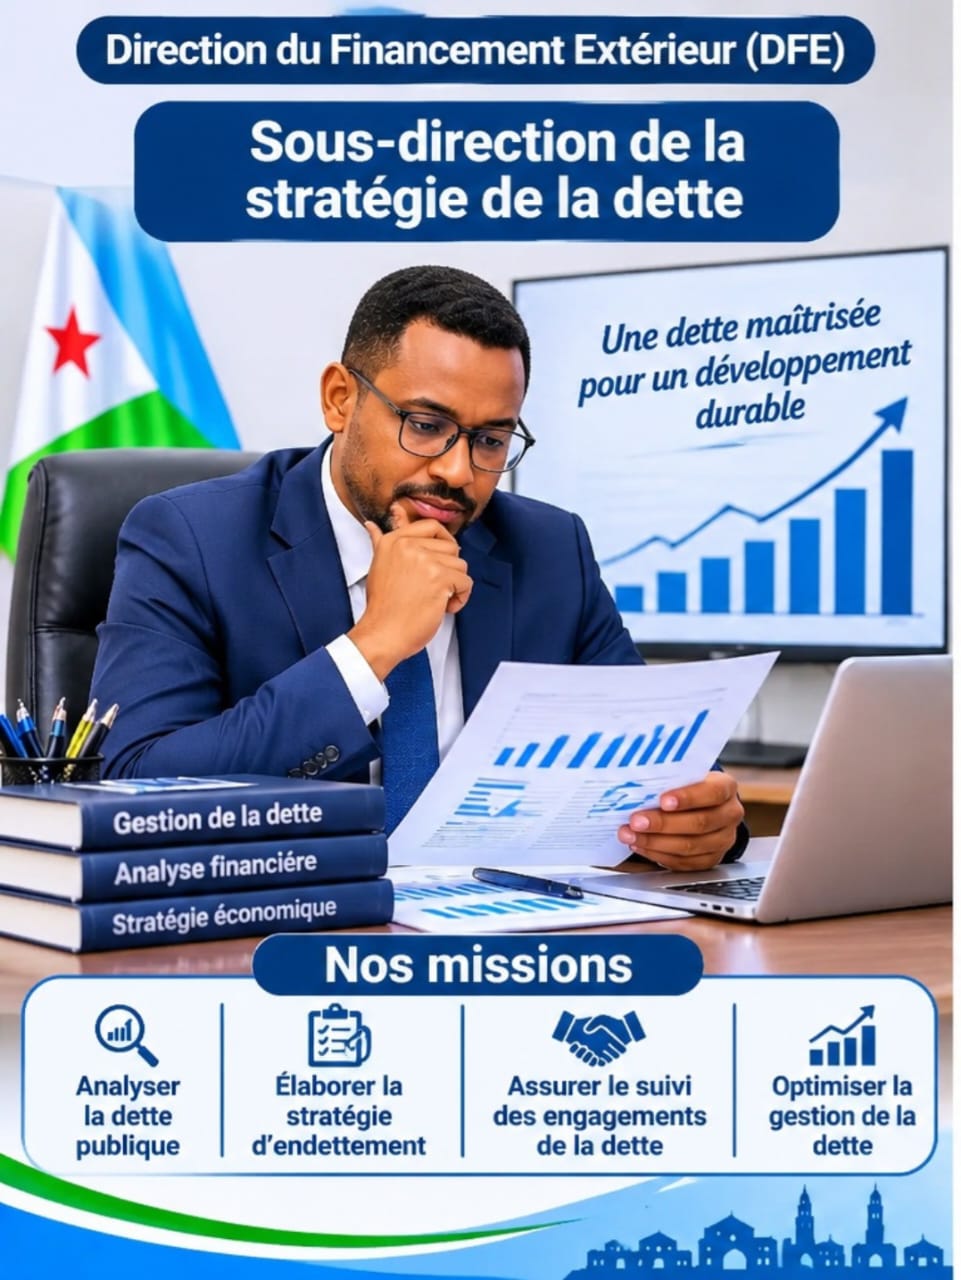 Direction du Financement Extérieur (DFE)
Sous-direction de la
stratégie de la dette
Une dette maîtrisée
pour un développement
durable
Gestion de la dette
Analyse financiére
Stratégie économique
Nos missions
Analyser
la dette
publique
Élaborer la
stratégie
d’endettement
Assurer le suivi
des engagements
de la dette
Optimiser la
gestion de la
dette